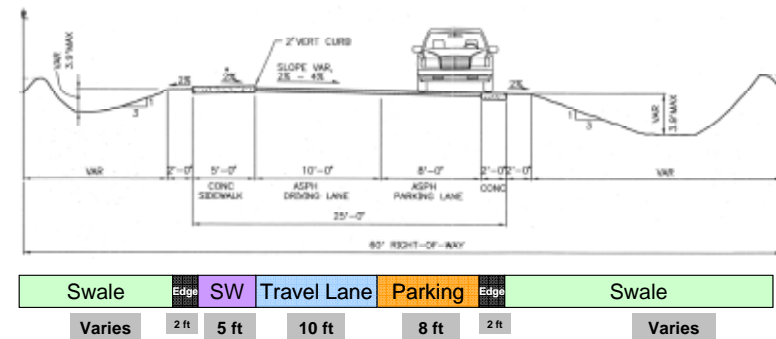 2" VERT CURB
VAR
3.9" MAX
2%
2%
SLOPE VAR,
2% - 4%
2%
1
3
1
3
VAR
3.9" MAX
VAR
2'-0"
5'-0"
10'-0"
8'-0"
2'-0"
2'-0"
VAR
CONC
SIDEWALK
ASPH
DRIVING LANE
ASPH
PARKING LANE
CONC
25'-0"
60' RIGHT-OF-WAY
Swale
Edge
SW
Travel Lane
Parking
Edge
Swale
Varies
2 ft
5 ft
10 ft
8 ft
2 ft
Varies